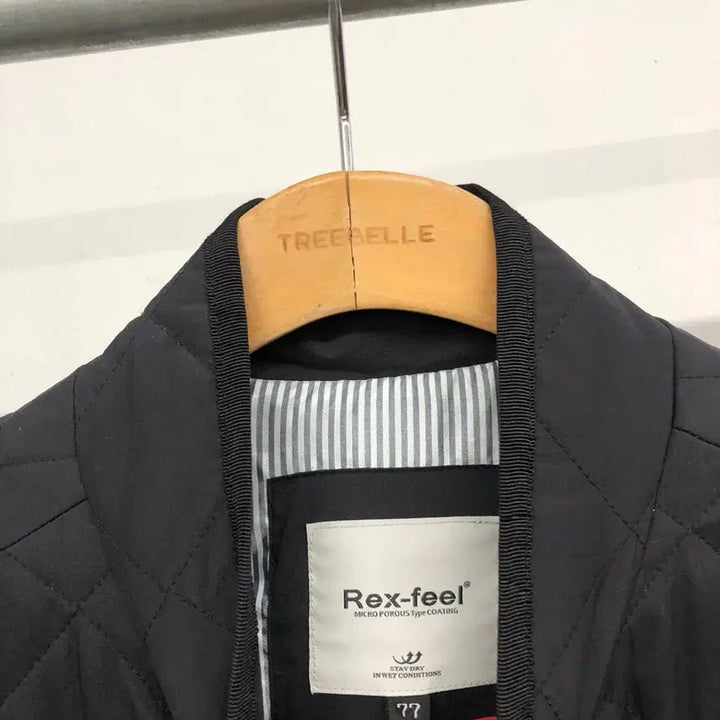 TREEBELLE
Rex-feel®
MICRO POROUS Type COATING
STAY DRY
IN WET CONDITIONS
77